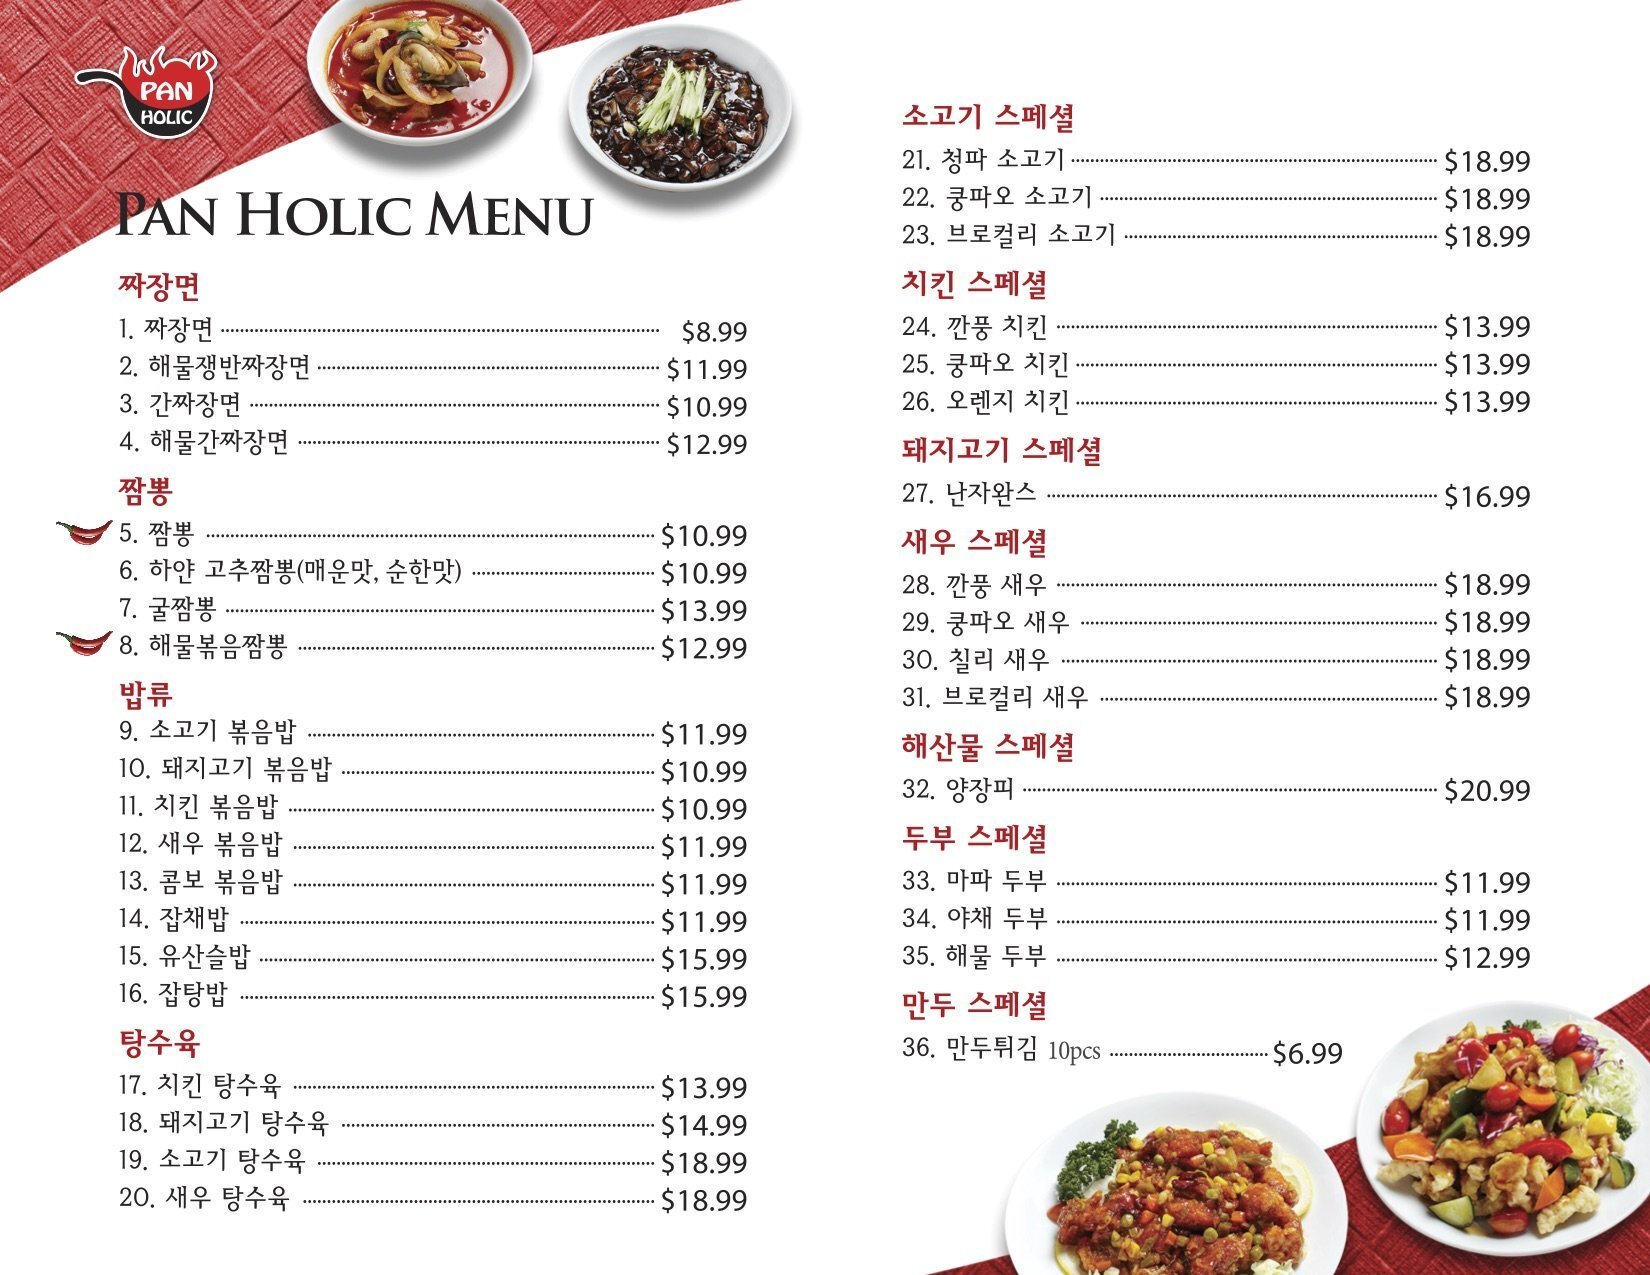 PAN
HOLIC
PAN HOLIC MENU
짜장면
1. 짜장면 $8.99
2. 해물쟁반짜장면 $11.99
3. 간짜장면 $10.99
4. 해물간짜장면 $12.99
짬뽕
5. 짬뽕 $10.99
6. 하얀 고추짬뽕(매운맛, 순한맛) $10.99
7. 굴짬뽕 $13.99
8. 해물볶음짬뽕 $12.99
밥류
9. 소고기 볶음밥 $11.99
10. 돼지고기 볶음밥 $10.99
11. 치킨 볶음밥 $10.99
12. 새우 볶음밥 $11.99
13. 콤보 볶음밥 $11.99
14. 잡채밥 $11.99
15. 유산슬밥 $15.99
16. 잡탕밥 $15.99
탕수육
17. 치킨 탕수육 $13.99
18. 돼지고기 탕수육 $14.99
19. 소고기 탕수육 $18.99
20. 새우 탕수육 $18.99
소고기 스페셜
21. 청파 소고기 $18.99
22. 쿵파오 소고기 $18.99
23. 브로컬리 소고기 $18.99
치킨 스페셜
24. 깐풍 치킨 $13.99
25. 쿵파오 치킨 $13.99
26. 오렌지 치킨 $13.99
돼지고기 스페셜
27. 난자완스 $16.99
새우 스페셜
28. 깐풍 새우 $18.99
29. 쿵파오 새우 $18.99
30. 칠리 새우 $18.99
31. 브로컬리 새우 $18.99
해산물 스페셜
32. 양장피 $20.99
두부 스페셜
33. 마파 두부 $11.99
34. 야채 두부 $11.99
35. 해물 두부 $12.99
만두 스페셜
36. 만두튀김 10pcs $6.99